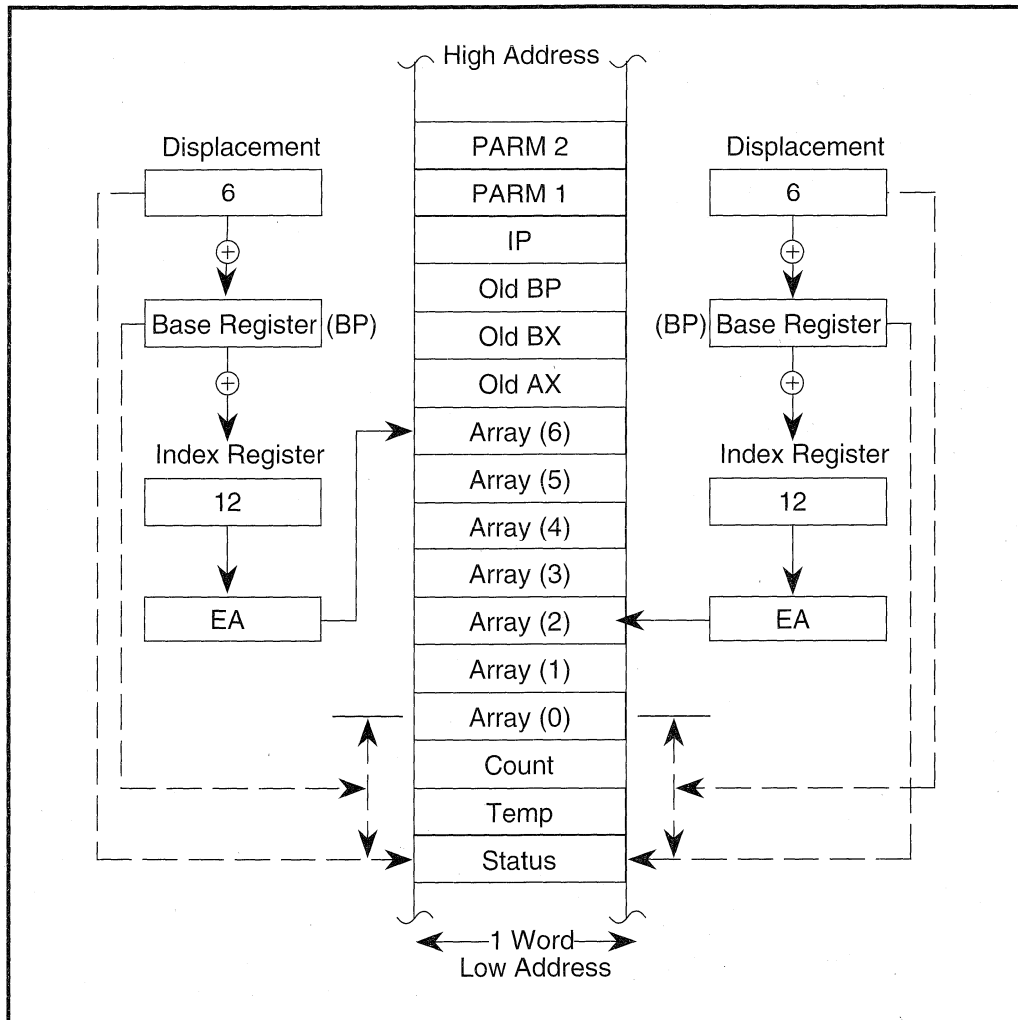 High Address
PARM 2
Displacement
Displacement
6
PARM 1
6
IP
Old BP
Base Register (BP)
(BP) Base Register
Old BX
Old AX
Array (6)
Index Register
Index Register
Array (5)
12
12
Array (4)
Array (3)
EA
Array (2)
EA
Array (1)
Array (0)
Count
Temp
Status
1 Word
Low Address